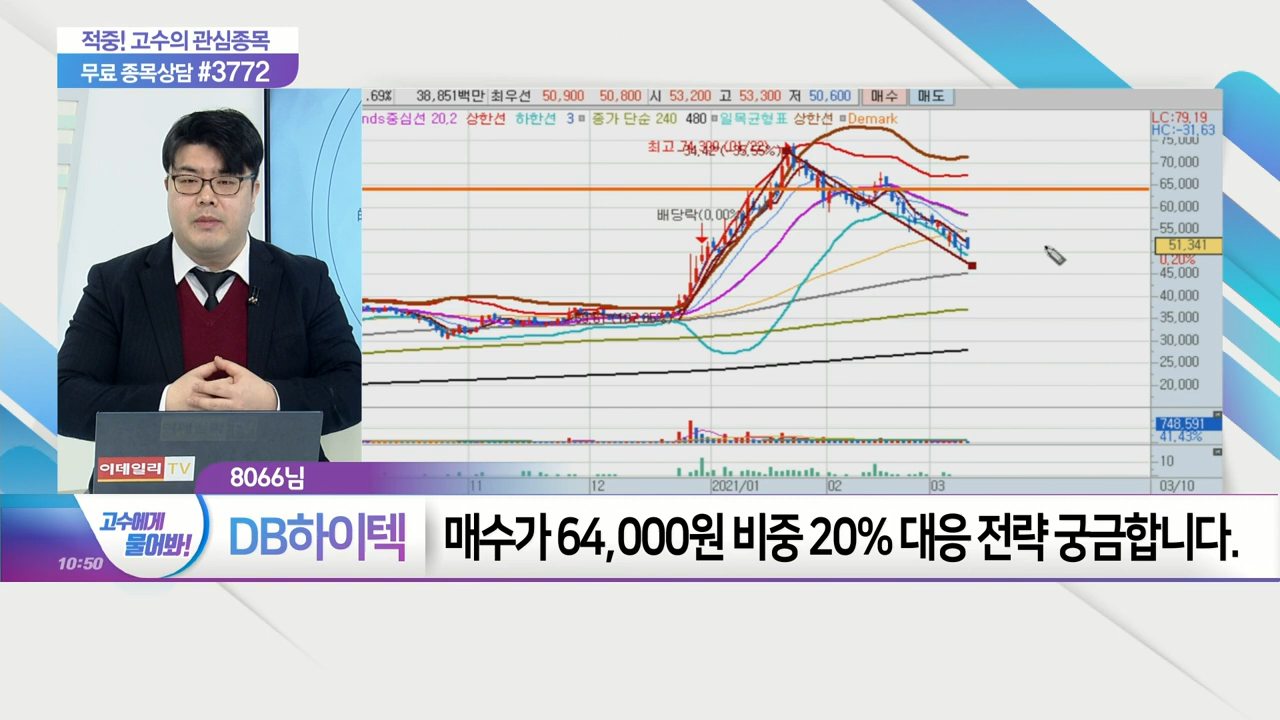 적중! 고수의 관심종목
무료 종목상담 #3772
.69% 38,851백만 최우선 50,900 50,800 시 53,200 고 53,300 저 50,600 매수 매도
nds중심선 20,2 상한선 하한선 3 종가 단순 240 480 일목균형표 상한선 Demark
LC:79.19
HC:-31.63
75,000
70,000
65,000
60,000
55,000
51,341
0.20%
45,000
40,000
35,000
30,000
25,000
20,000
최고
배당락(0,00%)
748,591
41.43%
10
11 12 2021/01 02 03 03/10
이데일리 TV
8066님
고수에게
물어봐!
10:50
DB하이텍
매수가 64,000원 비중 20% 대응 전략 궁금합니다.